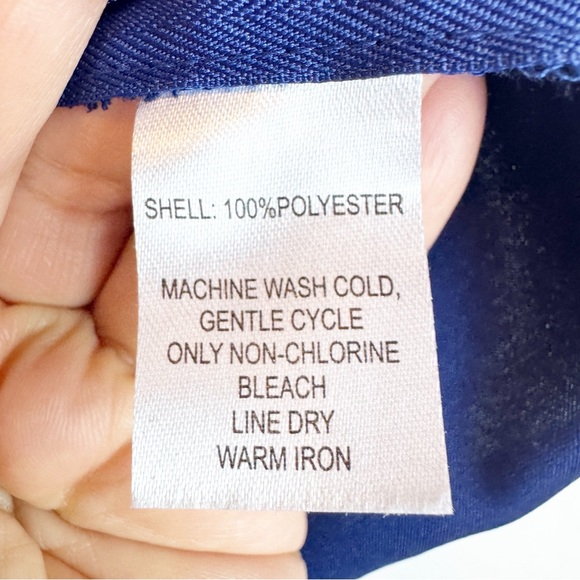 SHELL: 100%POLYESTER
MACHINE WASH COLD,
GENTLE CYCLE
ONLY NON-CHLORINE
BLEACH
LINE DRY
WARM IRON